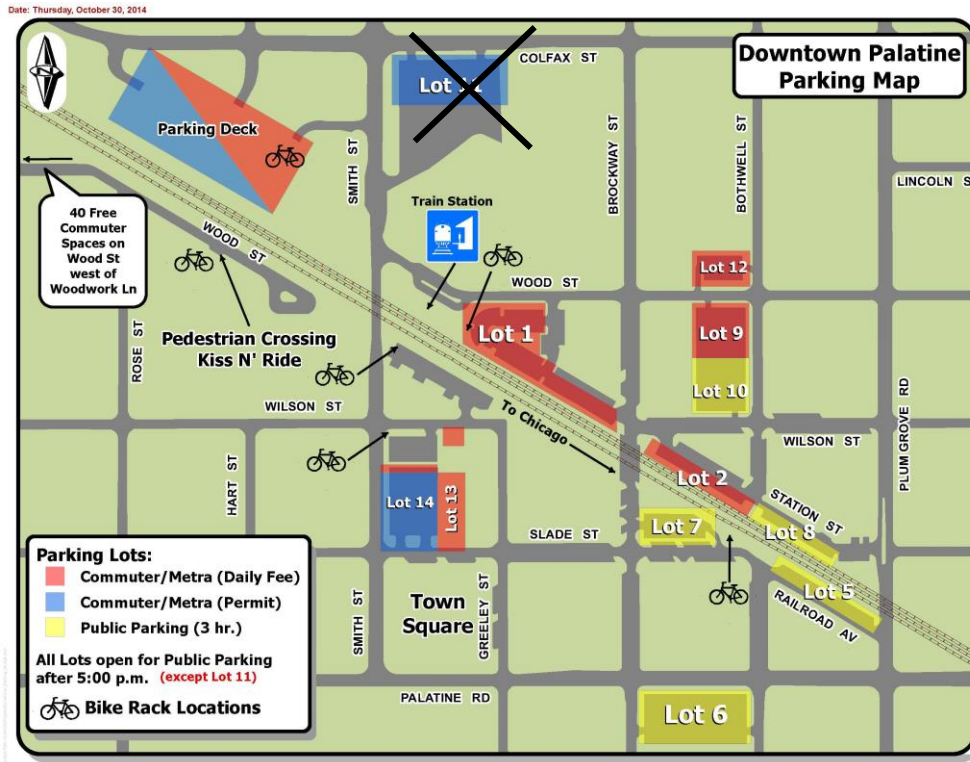 Date: Thursday, October 30, 2014
Downtown Palatine
Parking Map
COLFAX ST
Lot 11
Parking Deck
SMITH ST
BROCKWAY ST
BOTHWELL ST
LINCOLN S
40 Free
Commuter
Spaces on
Wood St
west of
Woodwork Ln
Train Station
WOOD ST
WOOD ST
Lot 12
Lot 1
Lot 9
Lot 10
ROSE ST
Pedestrian Crossing
Kiss N' Ride
PLUM GROVE RD
WILSON ST
To Chicago
WILSON ST
HART ST
Lot 14
Lot 13
Lot 2
STATION ST
Lot 7
Lot 8
SLADE ST
Lot 5
RAILROAD AV
SMITH ST
Town
Square
GREELEY ST
PALATINE RD
Lot 6
Parking Lots:
Commuter/Metra (Daily Fee)
Commuter/Metra (Permit)
Public Parking (3 hr.)
All Lots open for Public Parking
after 5:00 p.m. (except Lot 11)
Bike Rack Locations